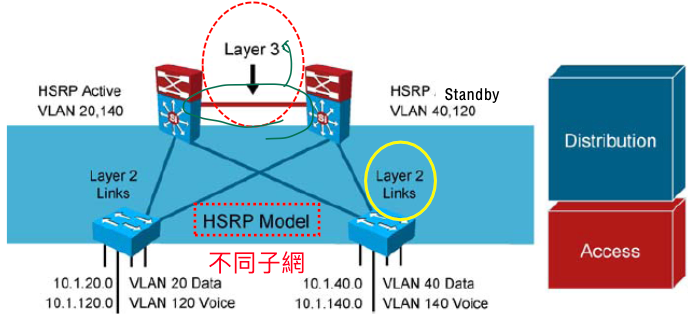 Layer 3
HSRP Active
VLAN 20,140
HSRP . Standby
VLAN 40,120
Si
Si
Distribution
Layer 2
Links
Layer 2
Links
HSRP Model
Access
不同子網
10.1.20.0 VLAN 20 Data
10.1.120.0 VLAN 120 Voice
10.1.40.0 VLAN 40 Data
10.1.140.0 VLAN 140 Voice